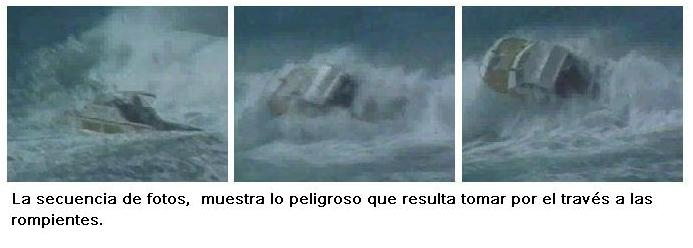 La secuencia de fotos,  muestra lo peligroso que resulta tomar por el través a las
rompientes.